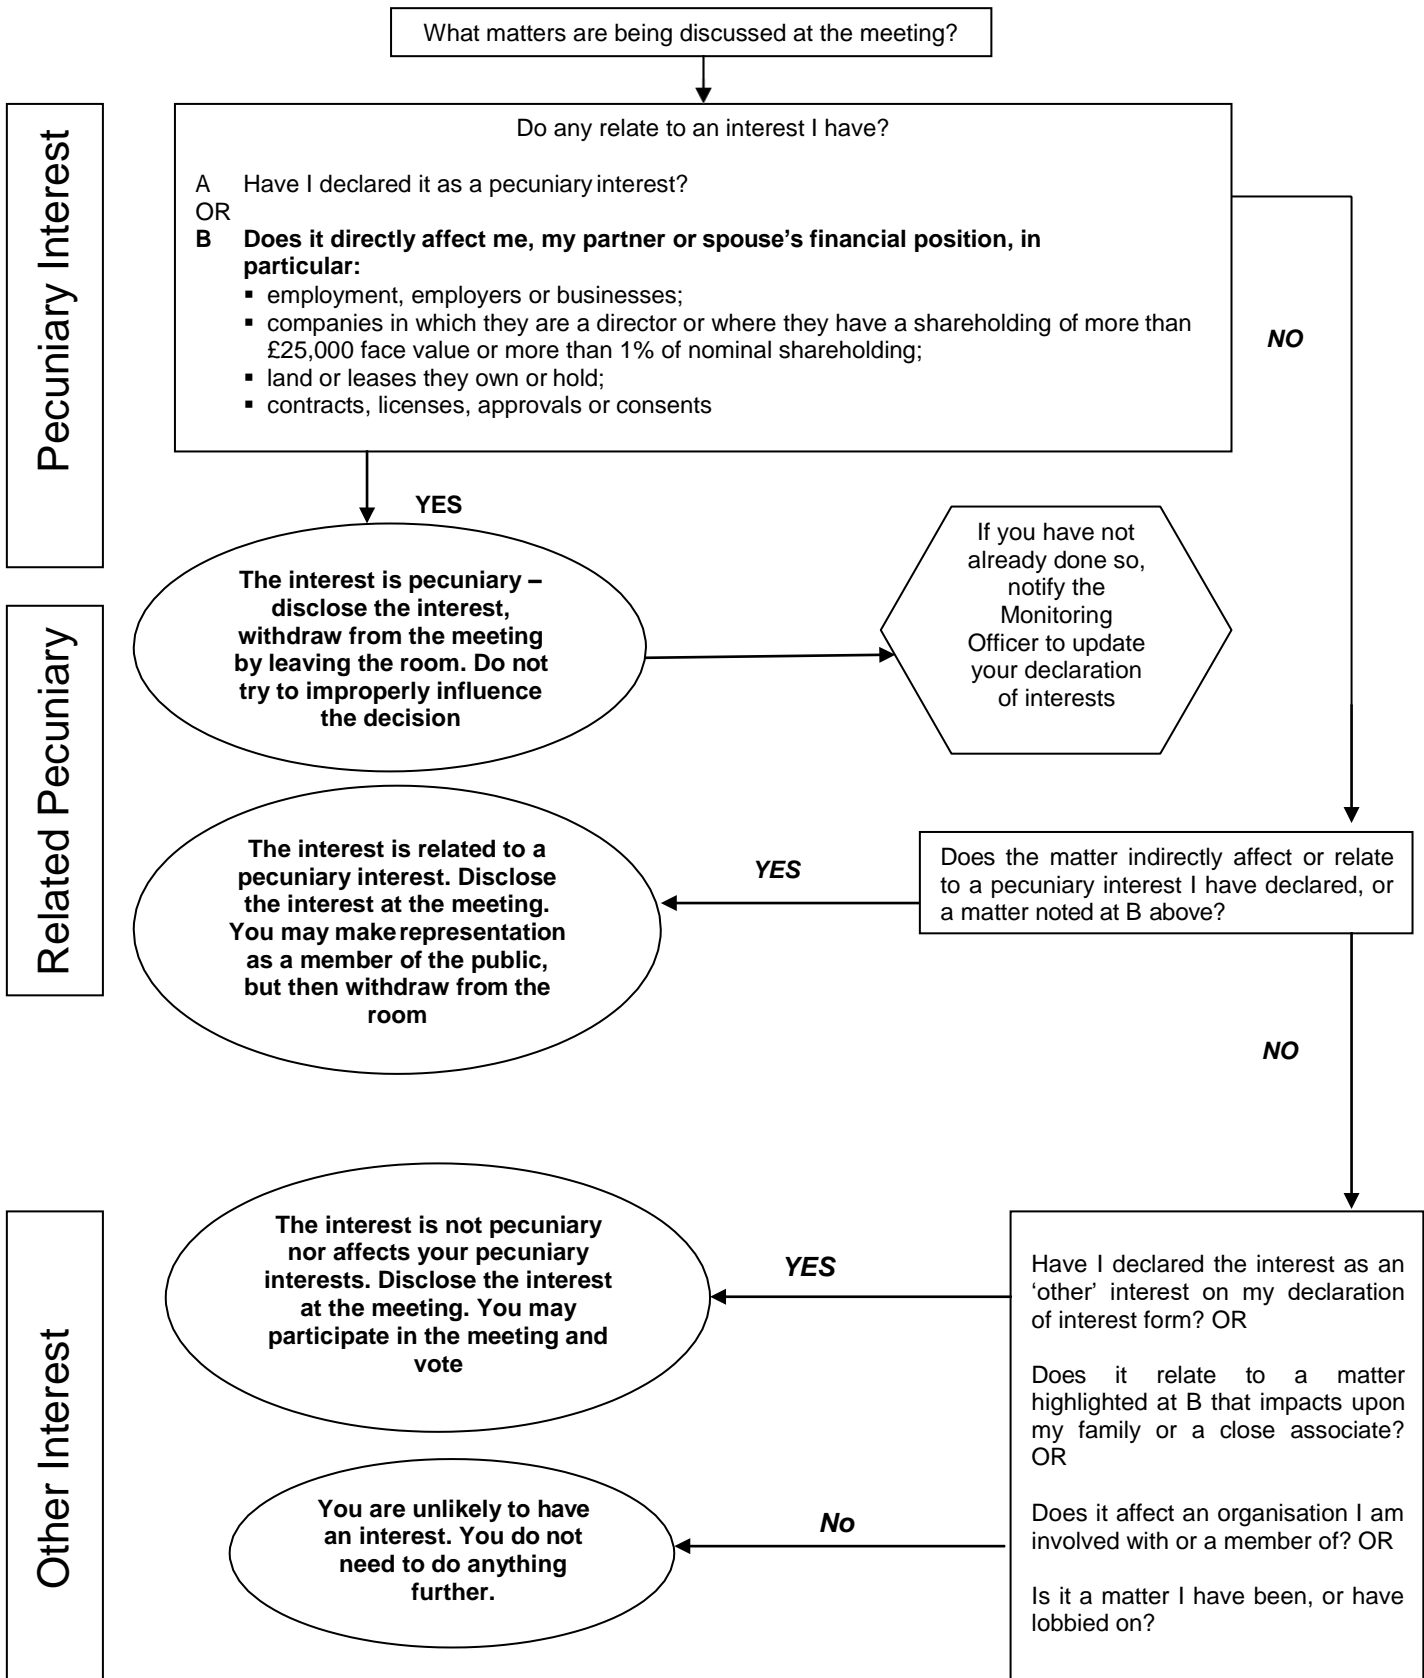 What matters are being discussed at the meeting?
Pecuniary Interest
Do any relate to an interest I have?
A Have I declared it as a pecuniary interest?
OR
B Does it directly affect me, my partner or spouse’s financial position, in
particular:
▪ employment, employers or businesses;
▪ companies in which they are a director or where they have a shareholding of more than
£25,000 face value or more than 1% of nominal shareholding;
▪ land or leases they own or hold;
▪ contracts, licenses, approvals or consents
NO
YES
The interest is pecuniary –
disclose the interest,
withdraw from the meeting
by leaving the room. Do not
try to improperly influence
the decision
If you have not
already done so,
notify the
Monitoring
Officer to update
your declaration
of interests
Related Pecuniary
The interest is related to a
pecuniary interest. Disclose
the interest at the meeting.
You may make representation
as a member of the public,
but then withdraw from the
room
YES
Does the matter indirectly affect or relate
to a pecuniary interest I have declared, or
a matter noted at B above?
NO
Other Interest
The interest is not pecuniary
nor affects your pecuniary
interests. Disclose the interest
at the meeting. You may
participate in the meeting and
vote
YES
Have I declared the interest as an
‘other’ interest on my declaration
of interest form? OR
Does it relate to a matter
highlighted at B that impacts upon
my family or a close associate?
OR
Does it affect an organisation I am
involved with or a member of? OR
Is it a matter I have been, or have
lobbied on?
You are unlikely to have
an interest. You do not
need to do anything
further.
No